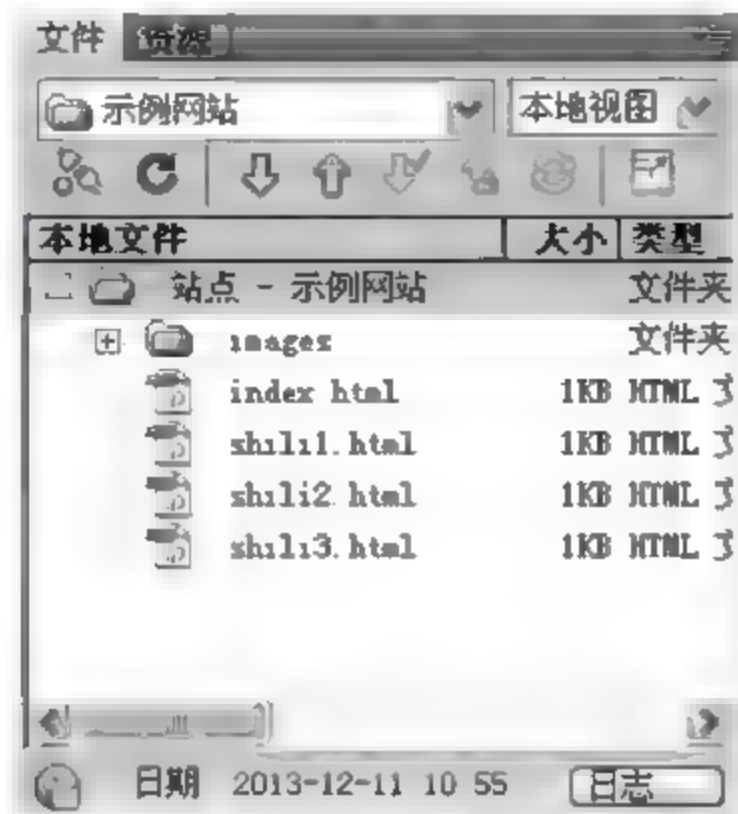 文件 资源
示例网站 本地视图
本地文件 大小 类型
站点 - 示例网站 文件夹
images 文件夹
index.html 1KB HTML
shili1.html 1KB HTML
shili2.html 1KB HTML
shili3.html 1KB HTML
日期 2013-12-11 10 55 日志